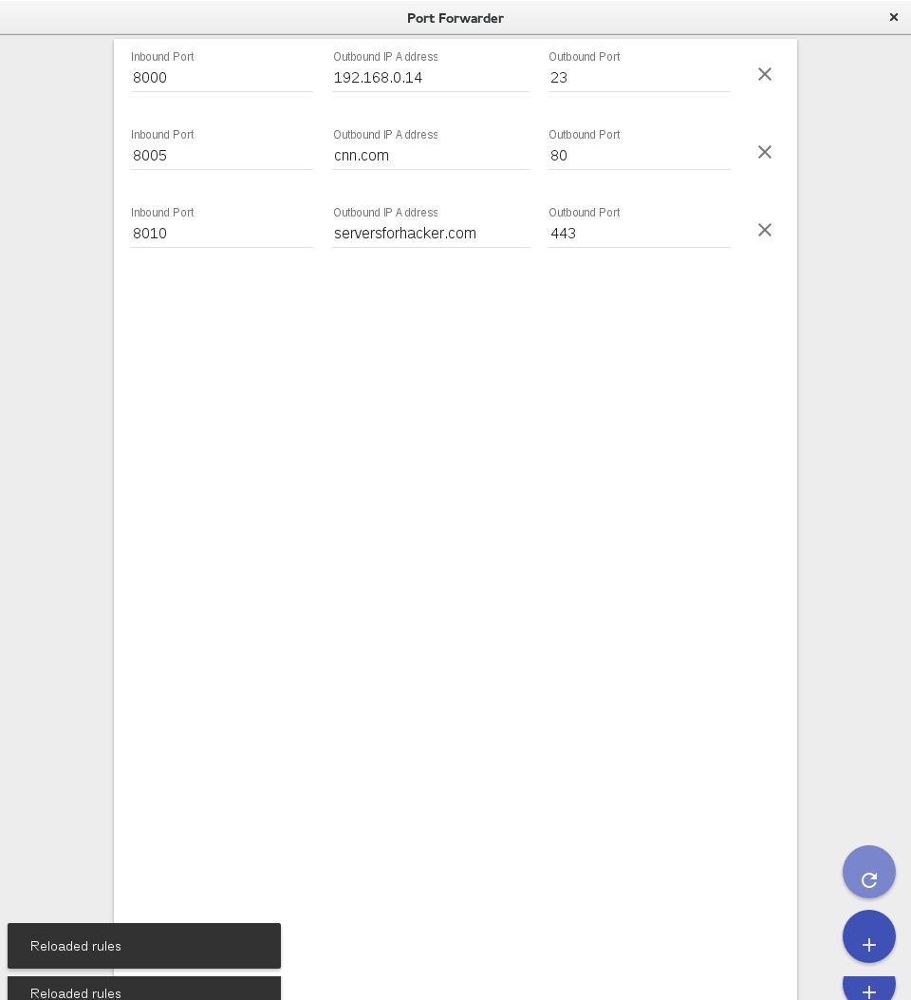 Port Forwarder
Inbound Port Outbound IP Address Outbound Port
8000 192.168.0.14 23
Inbound Port Outbound IP Address Outbound Port
8005 cnn.com 80
Inbound Port Outbound IP Address Outbound Port
8010 serversforhacker.com 443
Reloaded rules
Reloaded rules